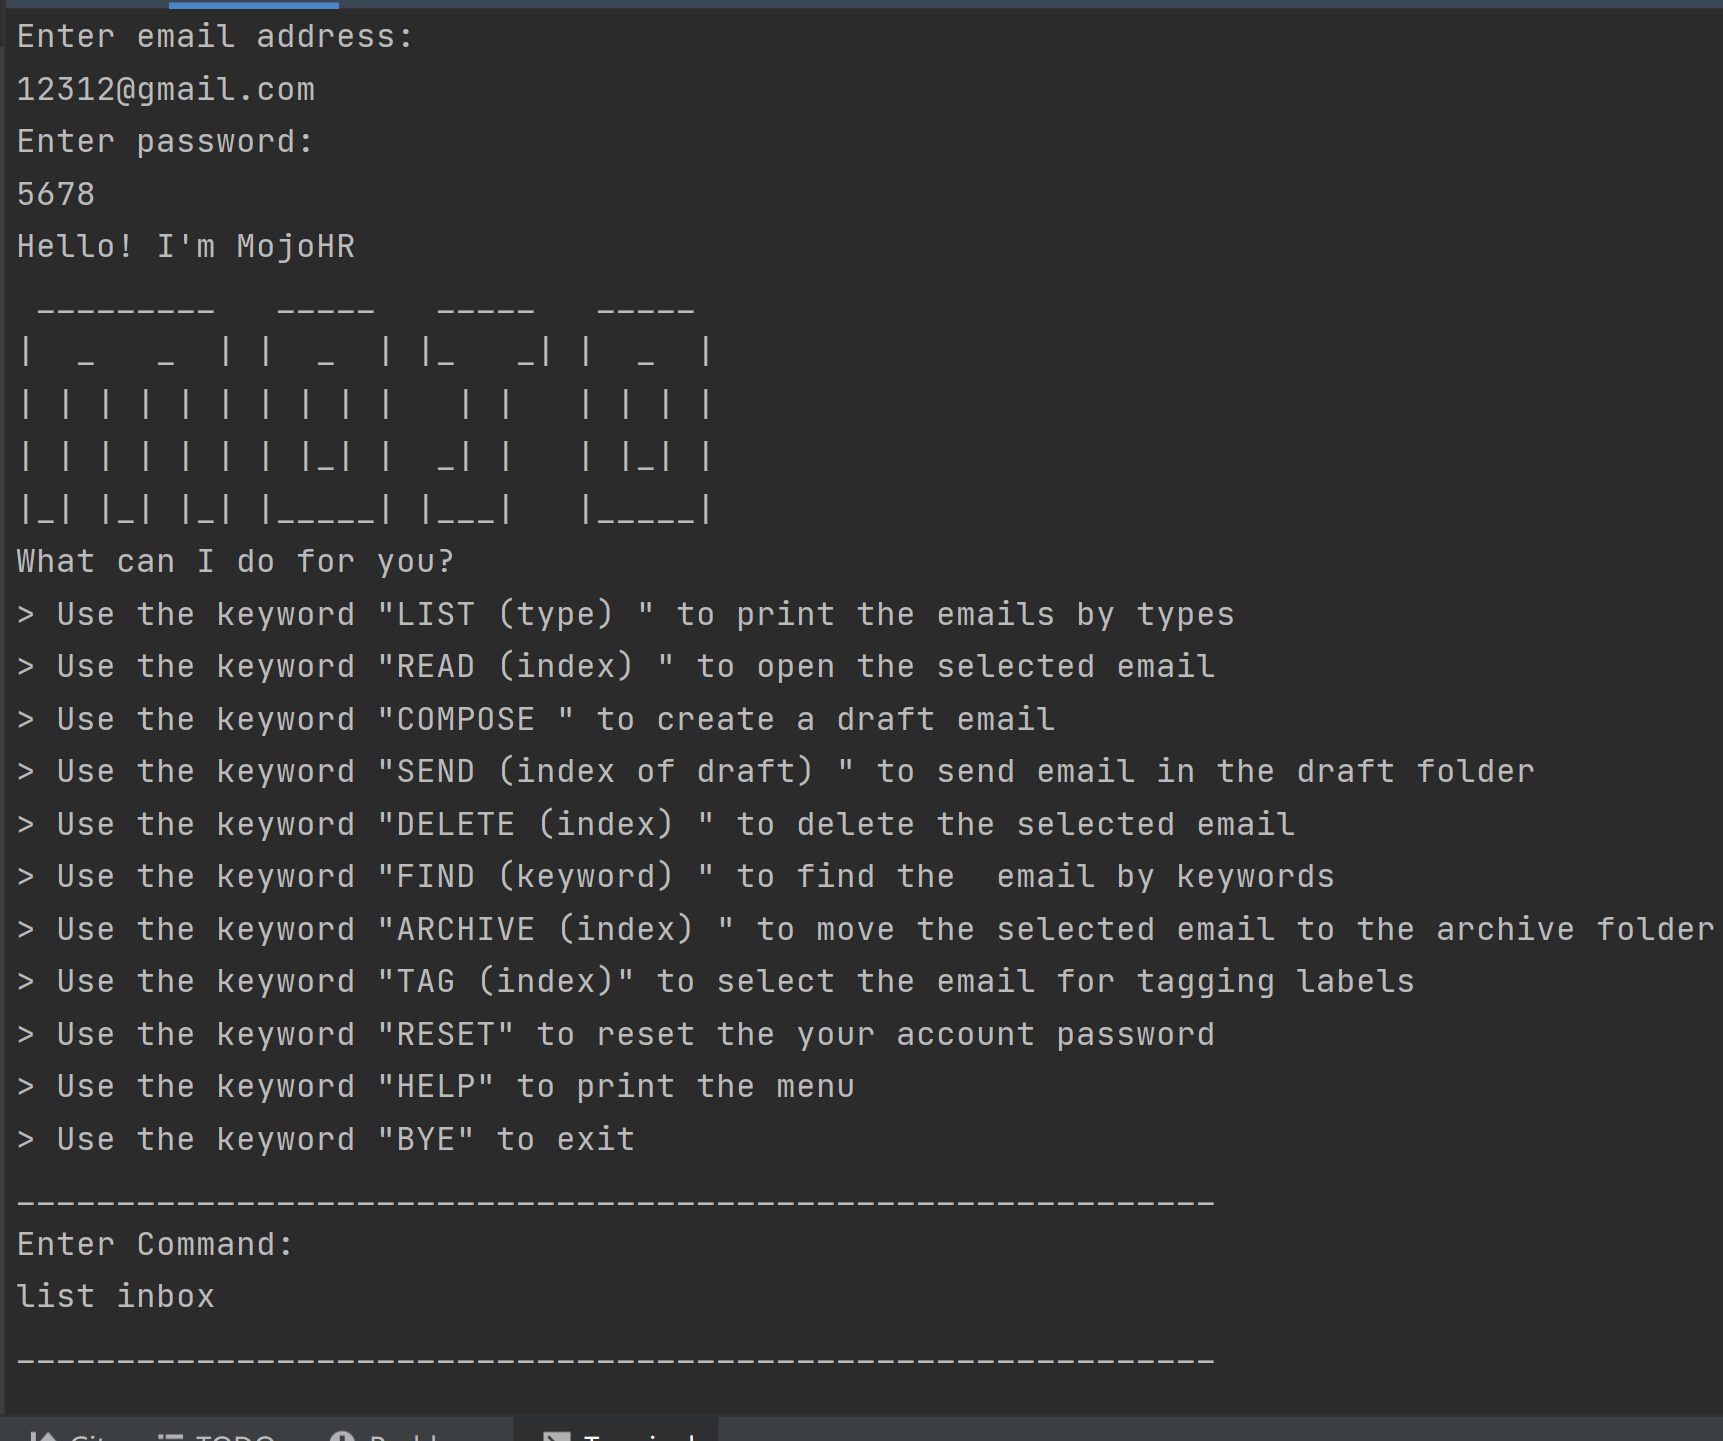 Enter email address:
12312@gmail.com
Enter password:
5678
Hello! I'm MojoHR
 _________   _____   _____   _____
|  _   _  | |  _  | |_   _| |  _  |
| | | | | | | | | |   | |   | | | |
| | | | | | | |_| |  _| |   | |_| |
|_| |_| |_| |_____| |___|   |_____|
What can I do for you?
> Use the keyword "LIST (type) " to print the emails by types
> Use the keyword "READ (index) " to open the selected email
> Use the keyword "COMPOSE " to create a draft email
> Use the keyword "SEND (index of draft) " to send email in the draft folder
> Use the keyword "DELETE (index) " to delete the selected email
> Use the keyword "FIND (keyword) " to find the  email by keywords
> Use the keyword "ARCHIVE (index) " to move the selected email to the archive folder
> Use the keyword "TAG (index)" to select the email for tagging labels
> Use the keyword "RESET" to reset the your account password
> Use the keyword "HELP" to print the menu
> Use the keyword "BYE" to exit
____________________________________________________________
Enter Command:
list inbox
____________________________________________________________
TODO